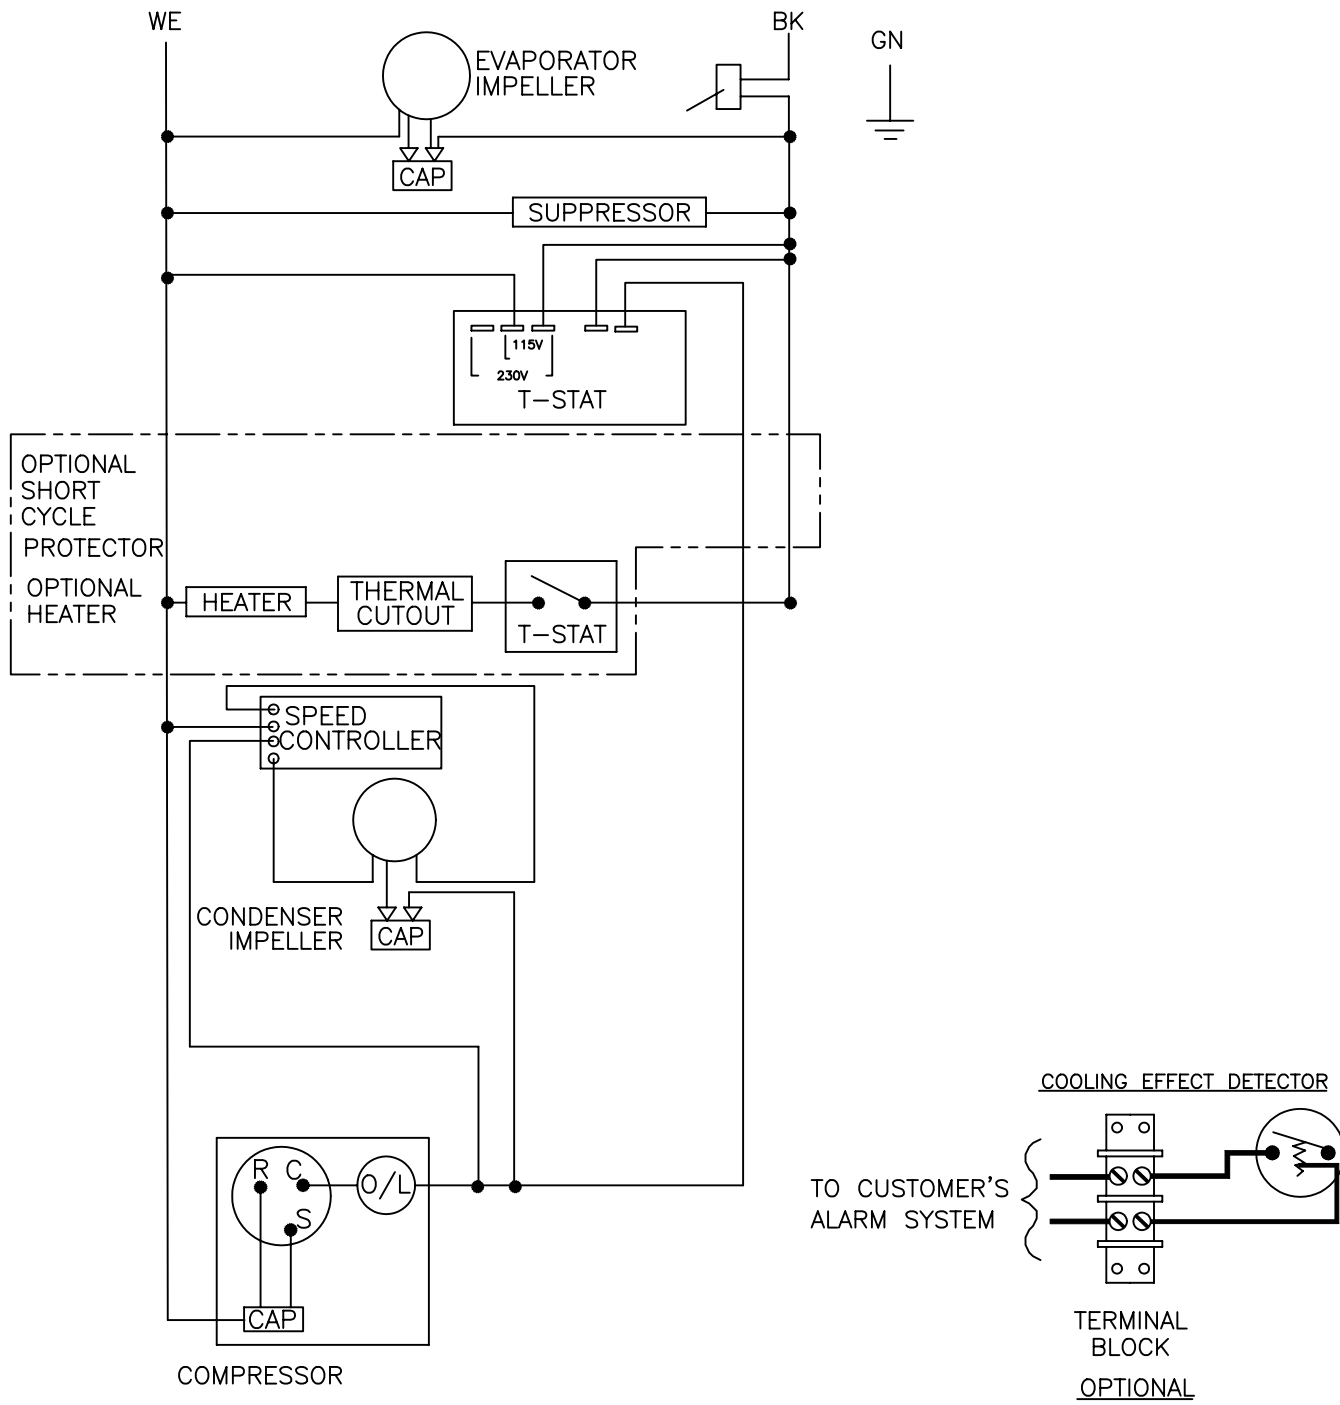 WE
BK
GN
EVAPORATOR
IMPELLER
CAP
SUPPRESSOR
115V
230V
T-STAT
OPTIONAL
SHORT
CYCLE
PROTECTOR
OPTIONAL
HEATER
HEATER
THERMAL
CUTOUT
T-STAT
SPEED
CONTROLLER
CONDENSER
IMPELLER
CAP
R
C
S
O/L
CAP
COMPRESSOR
COOLING EFFECT DETECTOR
TO CUSTOMER'S
ALARM SYSTEM
TERMINAL
BLOCK
OPTIONAL